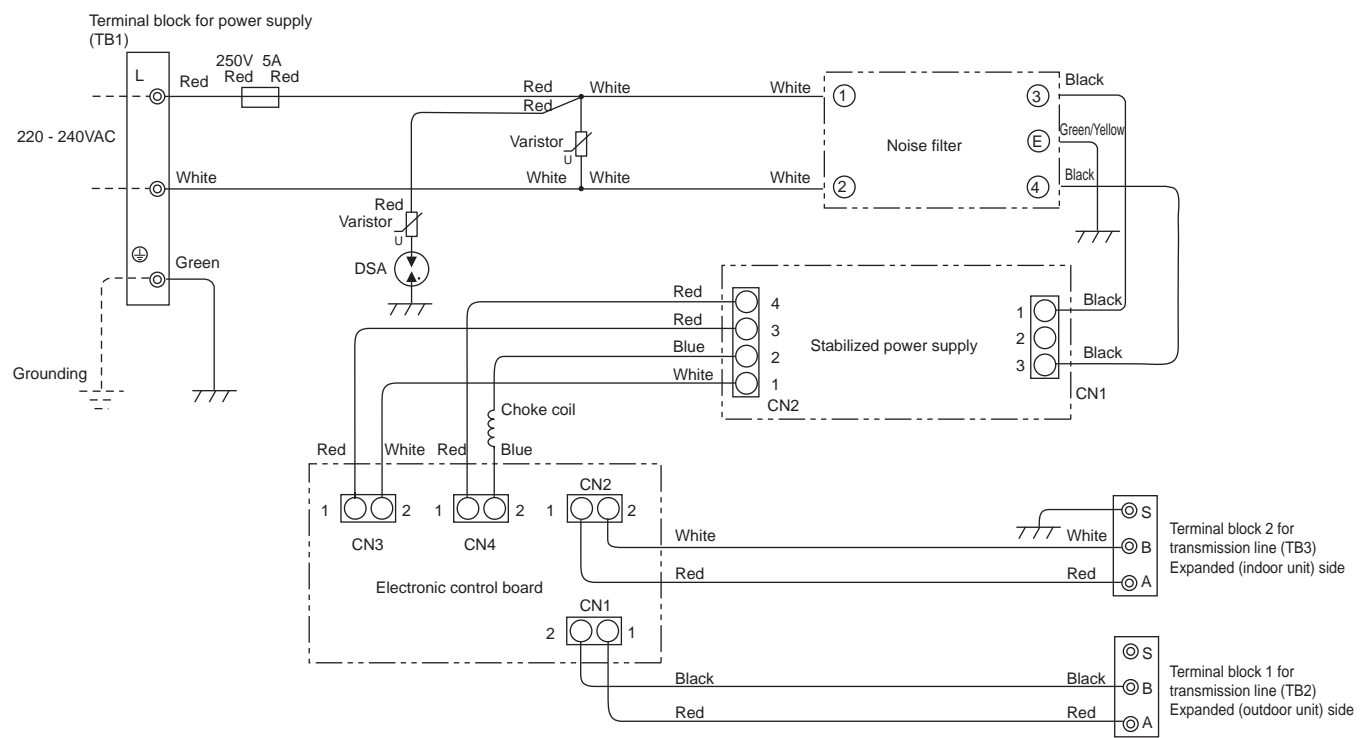 Terminal block for power supply
(TB1)
250V 5A
L
Red
Red Red
Red White
White
Red
220 - 240VAC
Varistor
U
White
White White
White
1
2
Noise filter
3
E
4
Black
Green/Yellow
Black
Red
Varistor
U
DSA
Green
Grounding
Red
Red
Blue
White
4
3
2
1
CN2
Stabilized power supply
1
2
3
CN1
Black
Black
Choke coil
Red White Red Blue
1 2
CN3
1 2
CN4
CN2
1 2
Electronic control board
CN1
2 1
White White
Red Red
S
B
A
Terminal block 2 for
transmission line (TB3)
Expanded (indoor unit) side
Black Black
Red Red
S
B
A
Terminal block 1 for
transmission line (TB2)
Expanded (outdoor unit) side